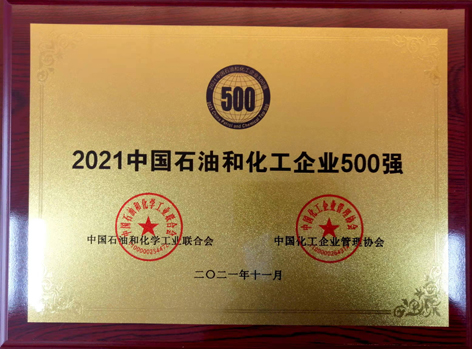 500
2021中国石油和化工企业500强
中国石油和化学工业联合会
中国化工企业管理协会
二〇二一年十一月